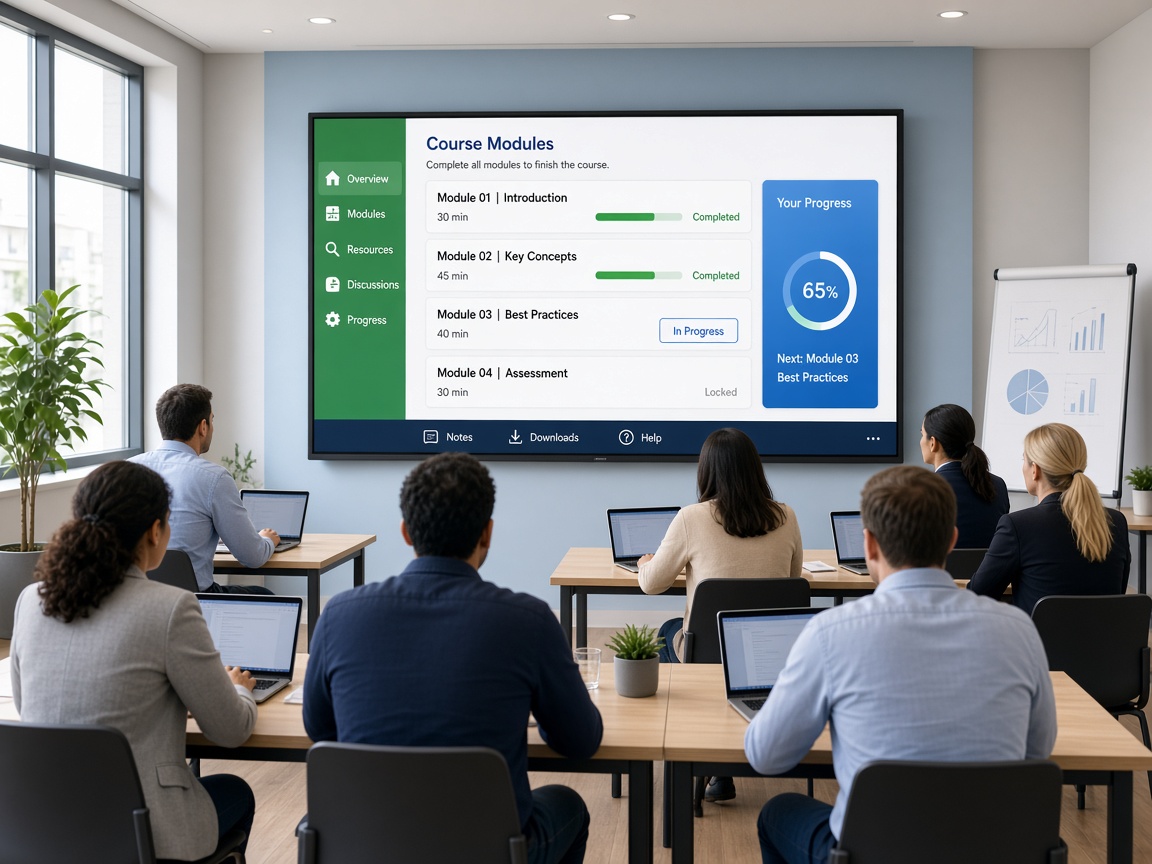 Course Modules
Complete all modules to finish the course.
Overview
Modules
Resources
Discussions
Progress
Module 01 | Introduction
30 min
Completed
Module 02 | Key Concepts
45 min
Completed
Module 03 | Best Practices
40 min
In Progress
Module 04 | Assessment
30 min
Locked
Your Progress
65%
Next: Module 03
Best Practices
Notes
Downloads
Help